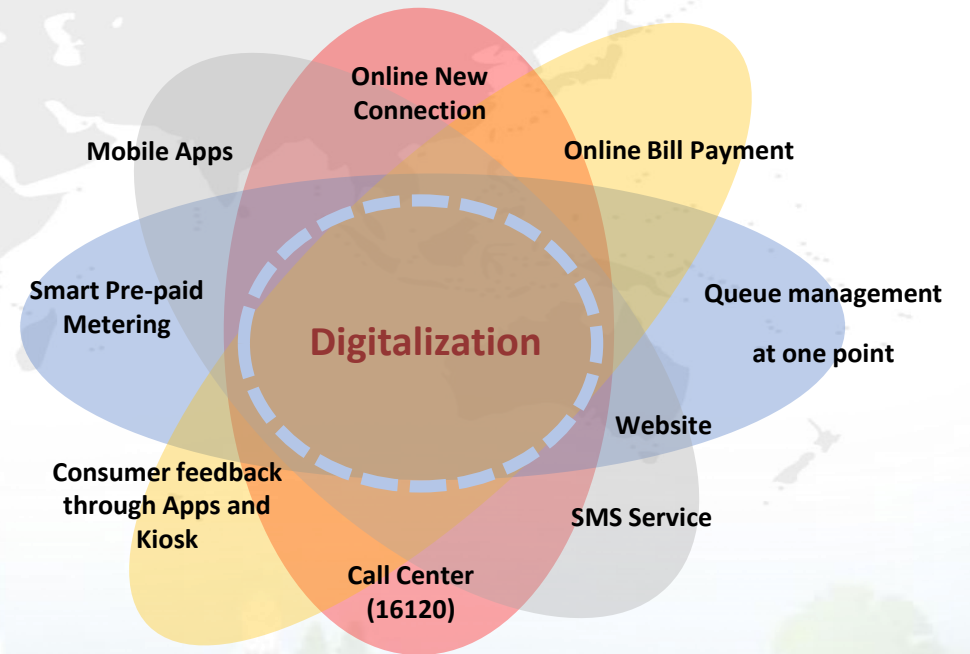 Online New
Connection
Mobile Apps
Online Bill Payment
Smart Pre-paid
Metering
Queue management
at one point
Digitalization
Website
Consumer feedback
through Apps and
Kiosk
SMS Service
Call Center
(16120)